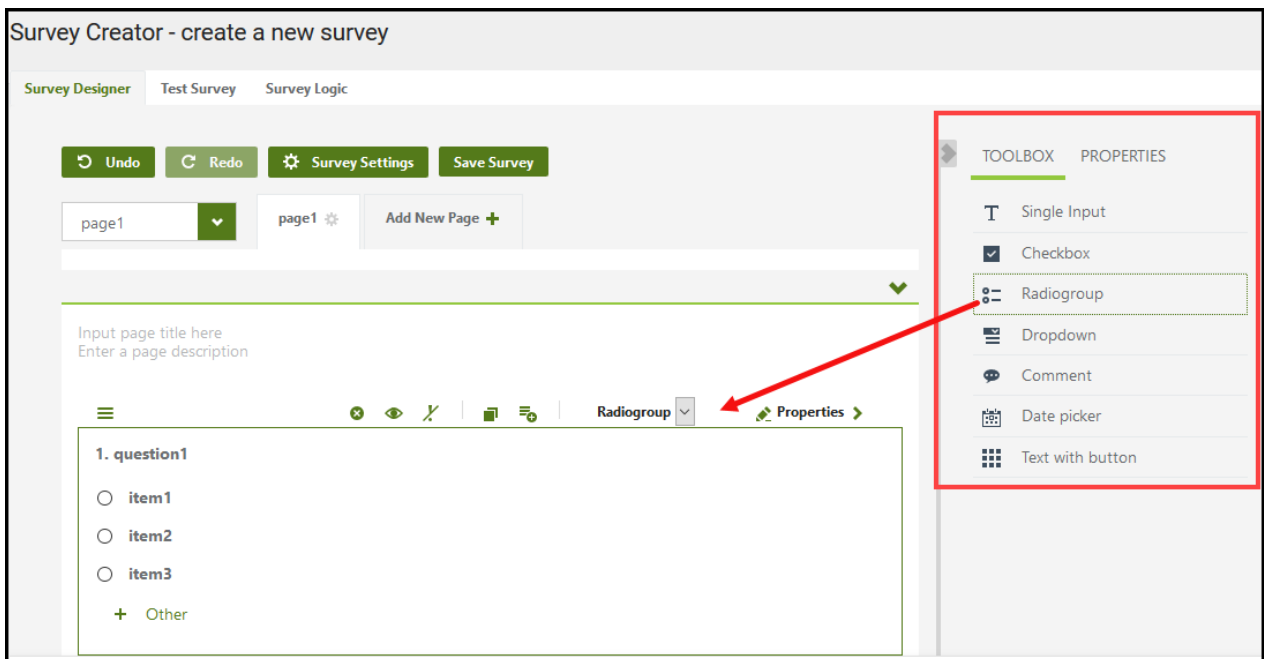 Survey Creator - create a new survey
Survey Designer Test Survey Survey Logic
Undo Redo Survey Settings Save Survey
page1 page1 Add New Page
Input page title here
Enter a page description
Radiogroup Properties
1. question1
item1
item2
item3
+ Other
TOOLBOX PROPERTIES
Single Input
Checkbox
Radiogroup
Dropdown
Comment
Date picker
Text with button